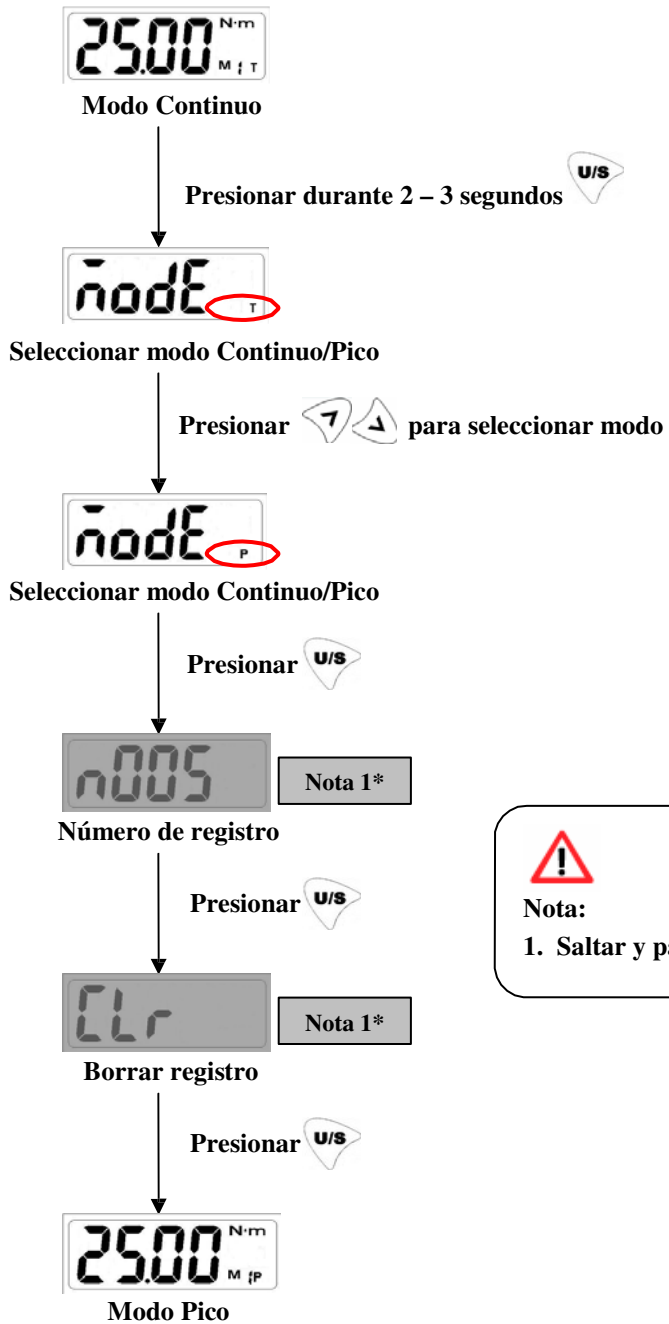 25.00 N·m
M T
Modo Continuo
Presionar durante 2 – 3 segundos U/S
modE T
Seleccionar modo Continuo/Pico
Presionar para seleccionar modo
modE P
Seleccionar modo Continuo/Pico
Presionar U/S
n005 Nota 1*
Número de registro
Presionar U/S
CLr Nota 1*
Borrar registro
Presionar U/S
25.00 N·m
M P
Modo Pico
Nota:
1. Saltar y